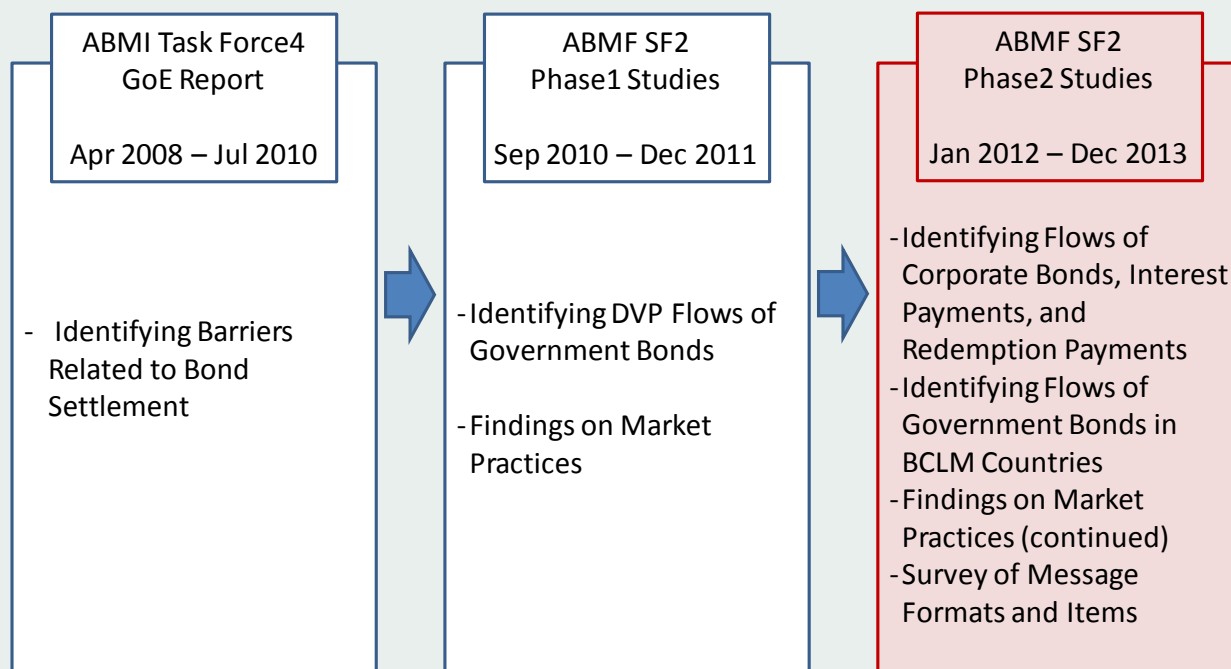 ABMI Task Force4
GoE Report
Apr 2008 – Jul 2010
- Identifying Barriers
Related to Bond
Settlement
ABMF SF2
Phase1 Studies
Sep 2010 – Dec 2011
-Identifying DVP Flows of
Government Bonds
-Findings on Market
Practices
ABMF SF2
Phase2 Studies
Jan 2012 – Dec 2013
-Identifying Flows of
Corporate Bonds, Interest
Payments, and
Redemption Payments
-Identifying Flows of
Government Bonds in
BCLM Countries
-Findings on Market
Practices (continued)
-Survey of Message
Formats and Items